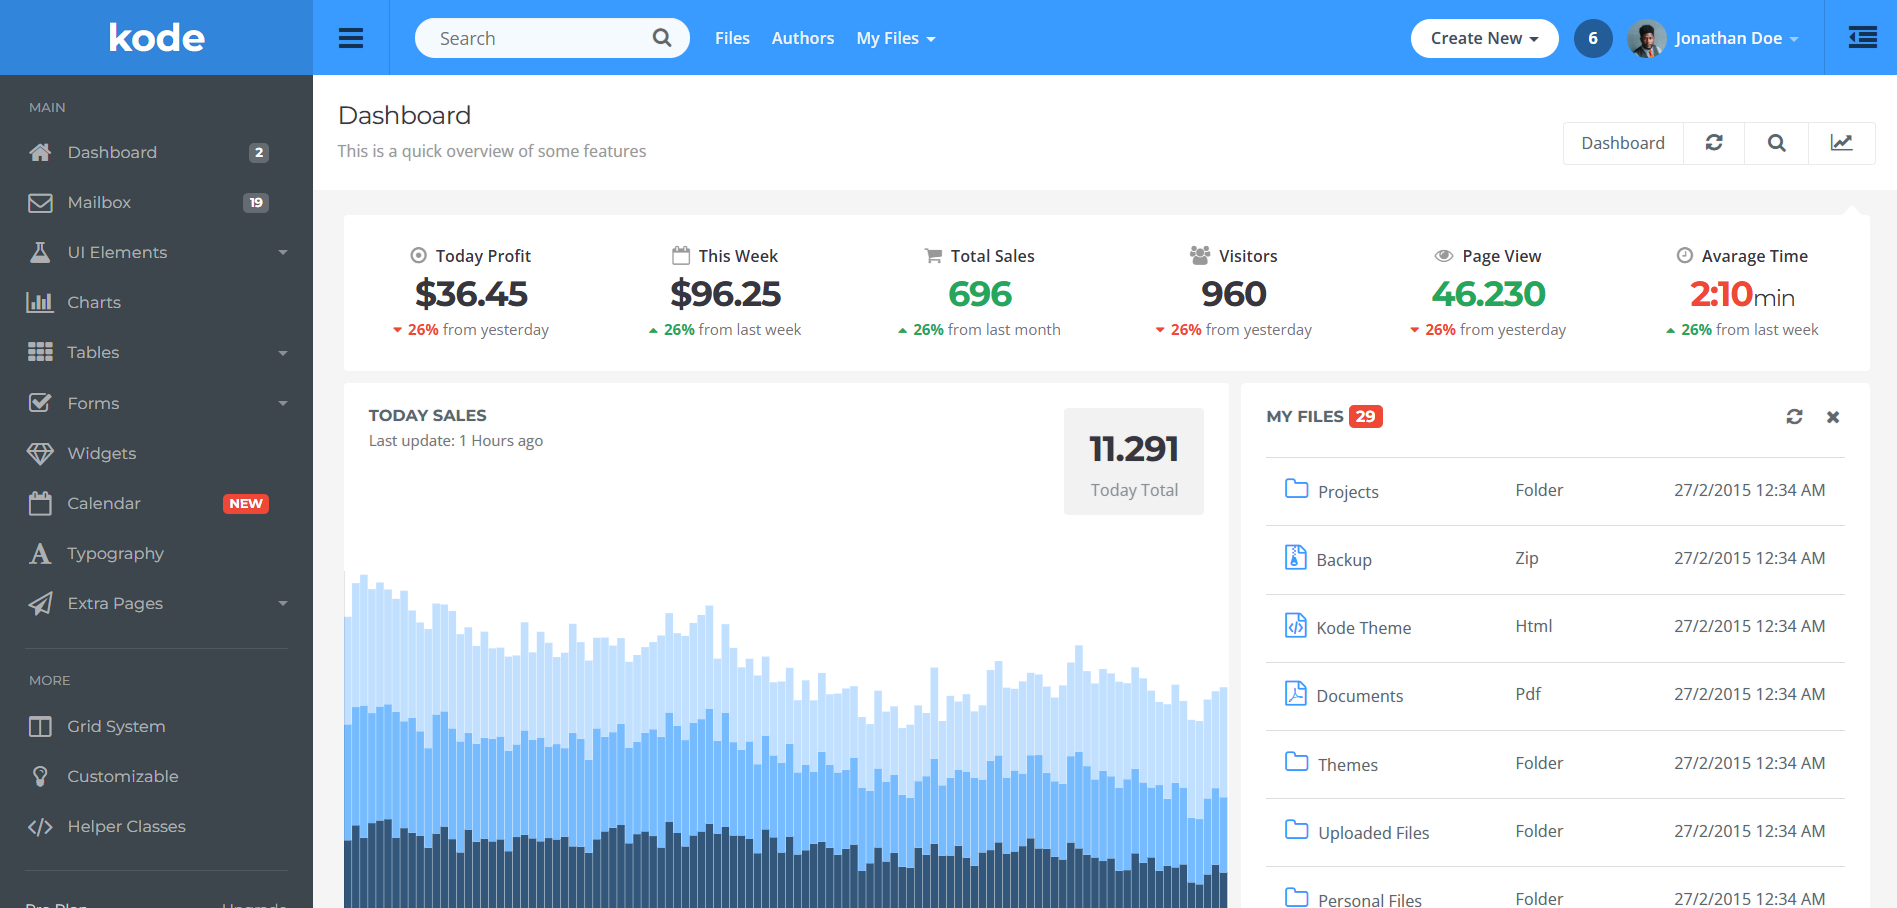 kode
Search
Files
Authors
My Files
Create New
6
Jonathan Doe
MAIN
Dashboard 2
Mailbox 19
UI Elements
Charts
Tables
Forms
Widgets
Calendar NEW
Typography
Extra Pages
MORE
Grid System
Customizable
Helper Classes
Pro Plan Upgrade
Dashboard
This is a quick overview of some features
Dashboard
Today Profit
$36.45
26% from yesterday
This Week
$96.25
26% from last week
Total Sales
696
26% from last month
Visitors
960
26% from yesterday
Page View
46.230
26% from yesterday
Avarage Time
2:10min
26% from last week
TODAY SALES
Last update: 1 Hours ago
11.291
Today Total
MY FILES 29
Projects Folder 27/2/2015 12:34 AM
Backup Zip 27/2/2015 12:34 AM
Kode Theme Html 27/2/2015 12:34 AM
Documents Pdf 27/2/2015 12:34 AM
Themes Folder 27/2/2015 12:34 AM
Uploaded Files Folder 27/2/2015 12:34 AM
Personal Files Folder 27/2/2015 12:34 AM